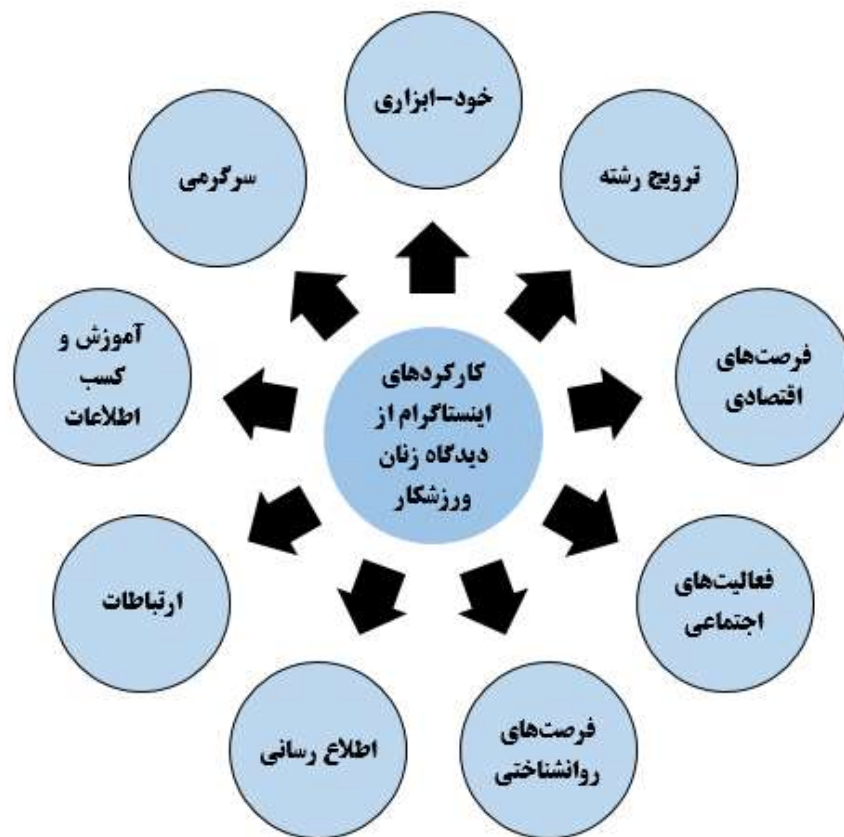 خود-ابزاری
ترویج رشته
فرصت‌های
اقتصادی
فعالیت‌های
اجتماعی
فرصت‌های
روانشناختی
اطلاع رسانی
ارتباطات
آموزش و
کسب
اطلاعات
سرگرمی
کارکردهای
اینستاگرام از
دیدگاه زنان
ورزشکار